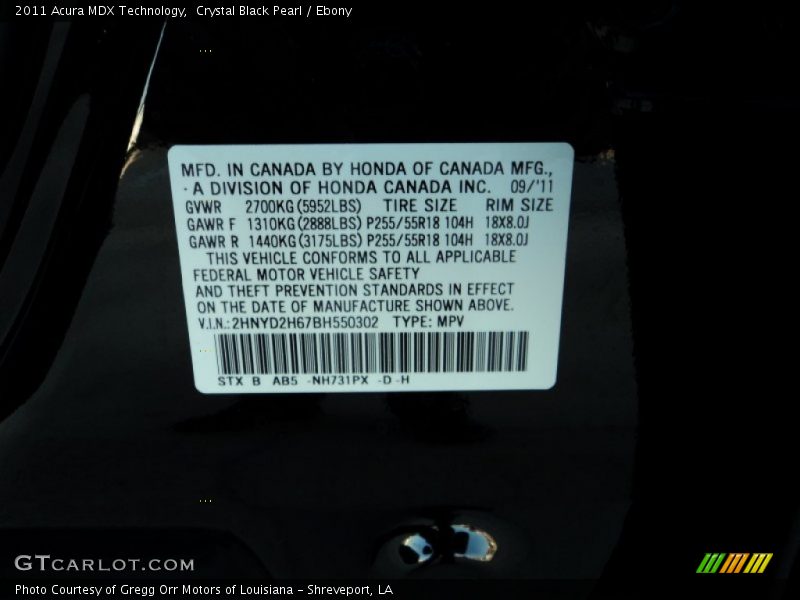 2011 Acura MDX Technology,  Crystal Black Pearl / Ebony
MFD. IN CANADA BY HONDA OF CANADA MFG.,
- A DIVISION OF HONDA CANADA INC. 09/'11
GVWR 2700KG (5952LBS) TIRE SIZE RIM SIZE
GAWR F 1310KG (2888LBS) P255/55R18 104H 18X8.0J
GAWR R 1440KG (3175LBS) P255/55R18 104H 18X8.0J
THIS VEHICLE CONFORMS TO ALL APPLICABLE
FEDERAL MOTOR VEHICLE SAFETY
AND THEFT PREVENTION STANDARDS IN EFFECT
ON THE DATE OF MANUFACTURE SHOWN ABOVE.
V.I.N.: 2HNYD2H67BH550302 TYPE: MPV
STX B AB5 -NH731PX -D -H
GTCARLOT.COM
Photo Courtesy of Gregg Orr Motors of Louisiana – Shreveport, LA